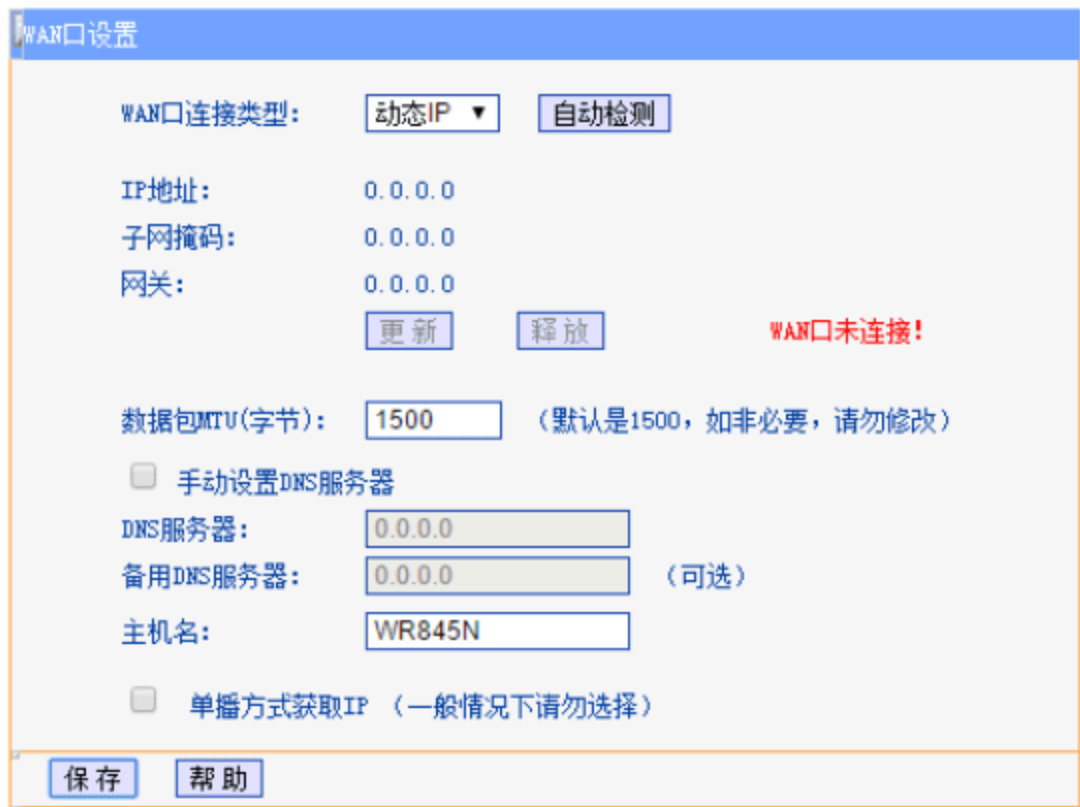 WAN口设置
WAN口连接类型: 动态IP ▼ 自动检测
IP地址: 0.0.0.0
子网掩码: 0.0.0.0
网关: 0.0.0.0
更新 释放 WAN口未连接!
数据包MTU(字节): 1500 (默认是1500，如非必要，请勿修改)
手动设置DNS服务器
DNS服务器: 0.0.0.0
备用DNS服务器: 0.0.0.0 (可选)
主机名: WR845N
单播方式获取IP (一般情况下请勿选择)
保存 帮助